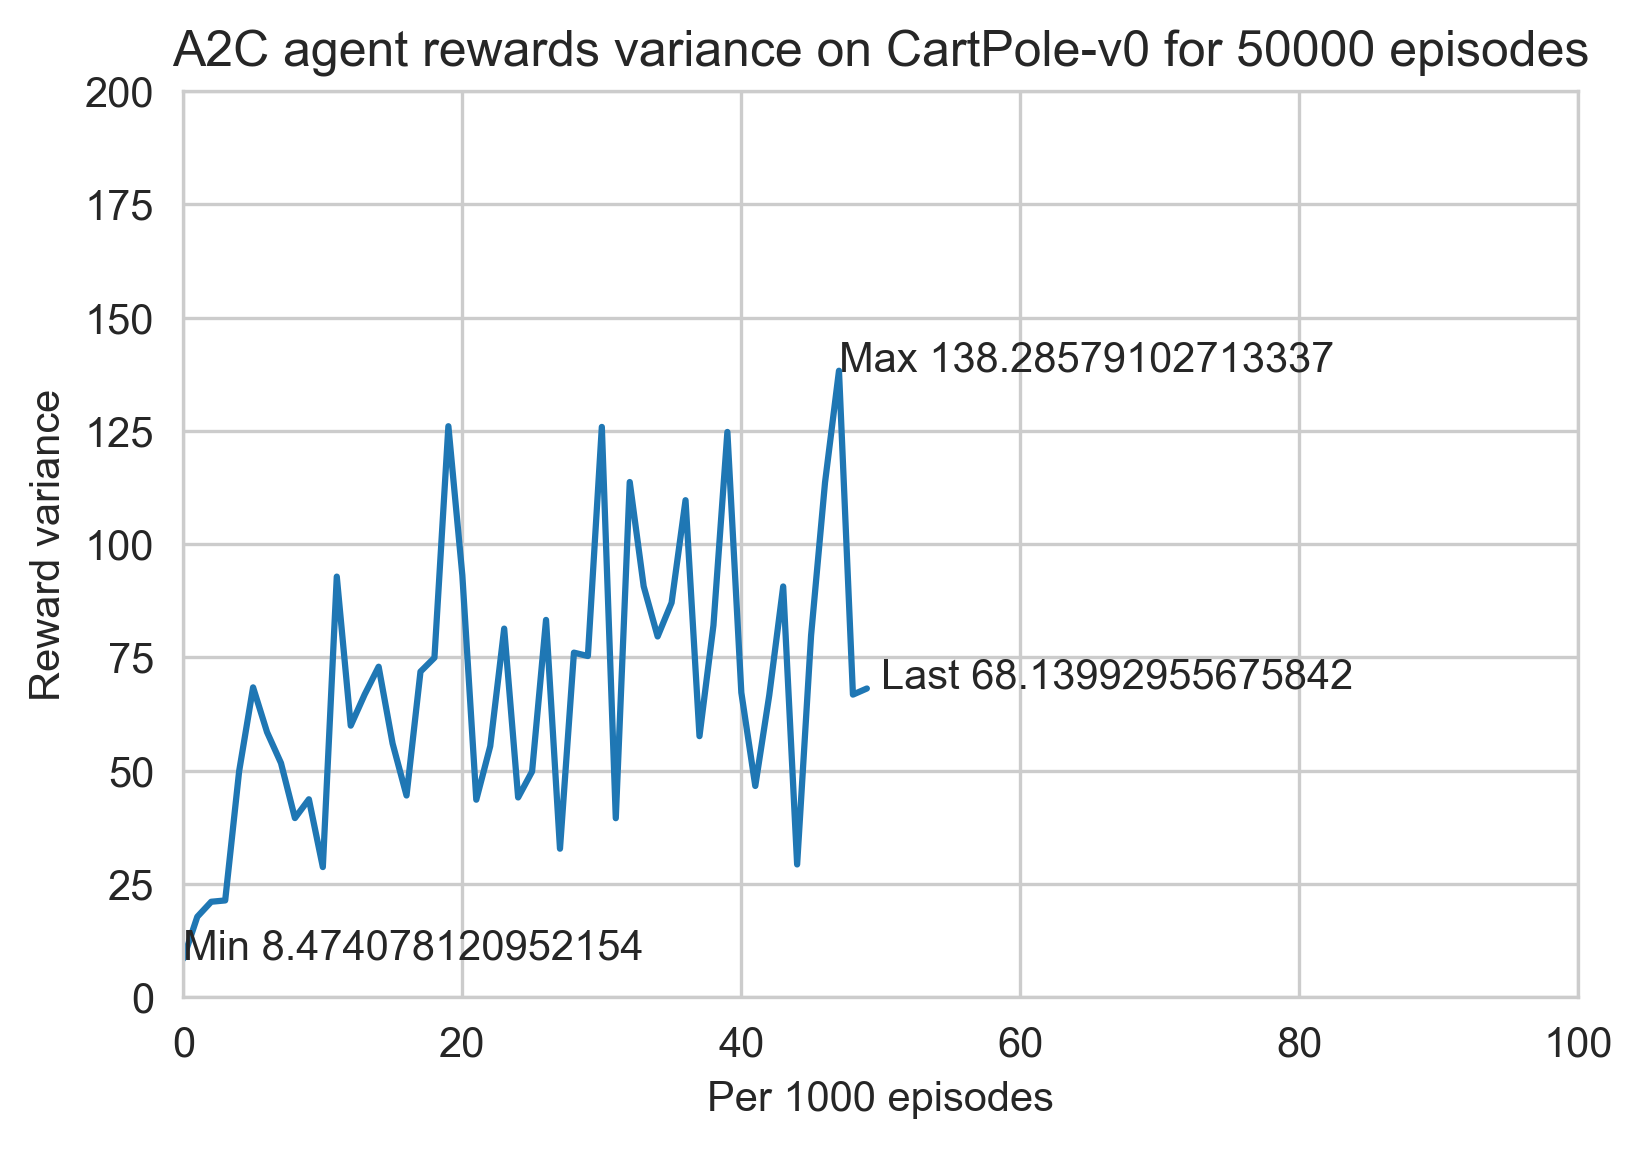 A2C agent rewards variance on CartPole-v0 for 50000 episodes
200
175
150
125
100
75
50
25
0
Reward variance
Max 138.28579102713337
Last 68.13992955675842
Min 8.474078120952154
0 20 40 60 80 100
Per 1000 episodes